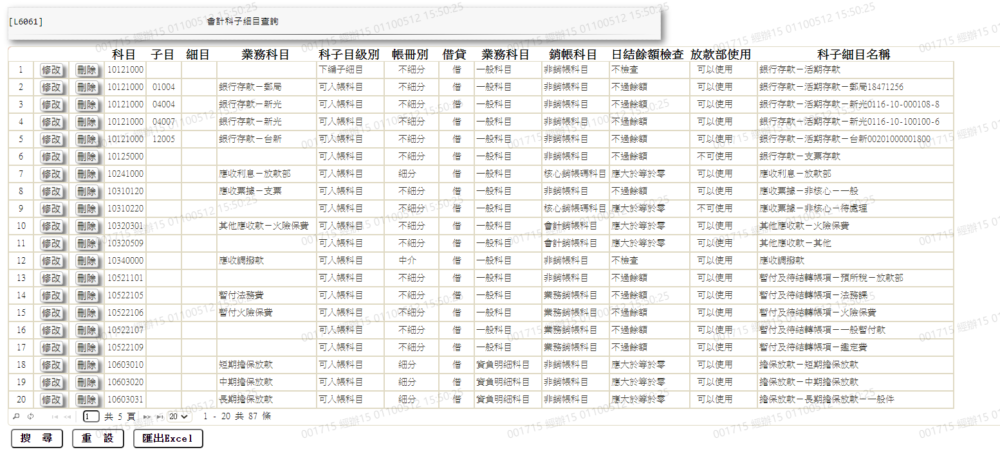 [L6061] 會計科子細目查詢
科目 子目 細目 業務科目 科子目級別 帳冊別 借貸 業務科目 銷帳科目 日結餘額檢查 放款部使用 科子細目名稱
1 修改 刪除 10121000 下編子細目 不細分 借 一般科目 非銷帳科目 不檢查 可以使用 銀行存款－活期存款
2 修改 刪除 10121000 01004 銀行存款－郵局 可入帳科目 不細分 借 一般科目 非銷帳科目 不過餘額 可以使用 銀行存款－活期存款－郵局18471256
3 修改 刪除 10121000 04004 銀行存款－新光 可入帳科目 不細分 借 一般科目 非銷帳科目 不過餘額 可以使用 銀行存款－活期存款－新光0116-10-000108-8
4 修改 刪除 10121000 04007 銀行存款－新光 可入帳科目 不細分 借 一般科目 非銷帳科目 不過餘額 可以使用 銀行存款－活期存款－新光0116-10-100100-6
5 修改 刪除 10121000 12005 銀行存款－台新 可入帳科目 不細分 借 一般科目 非銷帳科目 不過餘額 可以使用 銀行存款－活期存款－台新00201000001800
6 修改 刪除 10125000 可入帳科目 不細分 借 一般科目 非銷帳科目 不過餘額 不可使用 銀行存款－支票存款
7 修改 刪除 10241000 應收利息－放款部 可入帳科目 細分 借 一般科目 核心銷帳碼科目 應大於等於零 可以使用 應收利息－放款部
8 修改 刪除 10310120 應收票據－支票 可入帳科目 不細分 借 一般科目 非銷帳科目 不過餘額 可以使用 應收票據－非核心－一般
9 修改 刪除 10310220 可入帳科目 不細分 借 一般科目 核心銷帳碼科目 應大於等於零 不可使用 應收票據－非核心－待處理
10 修改 刪除 10320301 其他應收款－火險保費 可入帳科目 不細分 借 一般科目 會計銷帳科目 應大於等於零 可以使用 其他應收款－火險保費
11 修改 刪除 10320509 可入帳科目 不細分 借 一般科目 會計銷帳科目 應大於等於零 可以使用 其他應收款－其他
12 修改 刪除 10340000 應收調撥款 可入帳科目 中介 借 一般科目 非銷帳科目 不檢查 可以使用 應收調撥款
13 修改 刪除 10521101 可入帳科目 不細分 借 一般科目 非銷帳科目 不過餘額 可以使用 暫付及待結轉帳項－預所稅－放款部
14 修改 刪除 10522105 暫付法務費 可入帳科目 不細分 借 一般科目 業務銷帳科目 不過餘額 可以使用 暫付及待結轉帳項－法務課
15 修改 刪除 10522106 暫付火險保費 可入帳科目 不細分 借 一般科目 業務銷帳科目 不過餘額 可以使用 暫付及待結轉帳項－火險保費
16 修改 刪除 10522107 可入帳科目 不細分 借 一般科目 業務銷帳科目 不過餘額 可以使用 暫付及待結轉帳項－一般暫付款
17 修改 刪除 10522109 可入帳科目 不細分 借 一般科目 業務銷帳科目 不過餘額 可以使用 暫付及待結轉帳項－鑑定費
18 修改 刪除 10603010 短期擔保放款 可入帳科目 細分 借 資負明細科目 非銷帳科目 應大於等於零 可以使用 擔保放款－短期擔保放款
19 修改 刪除 10603020 中期擔保放款 可入帳科目 細分 借 資負明細科目 非銷帳科目 應大於等於零 可以使用 擔保放款－中期擔保放款
20 修改 刪除 10603031 長期擔保放款 可入帳科目 細分 借 資負明細科目 非銷帳科目 應大於等於零 可以使用 擔保放款－長期擔保放款－一般件
1 共 5 頁 20 1 - 20 共 87 條
搜 尋 重 設 匯出Excel
001715 經辦15 01100512 15:50:25